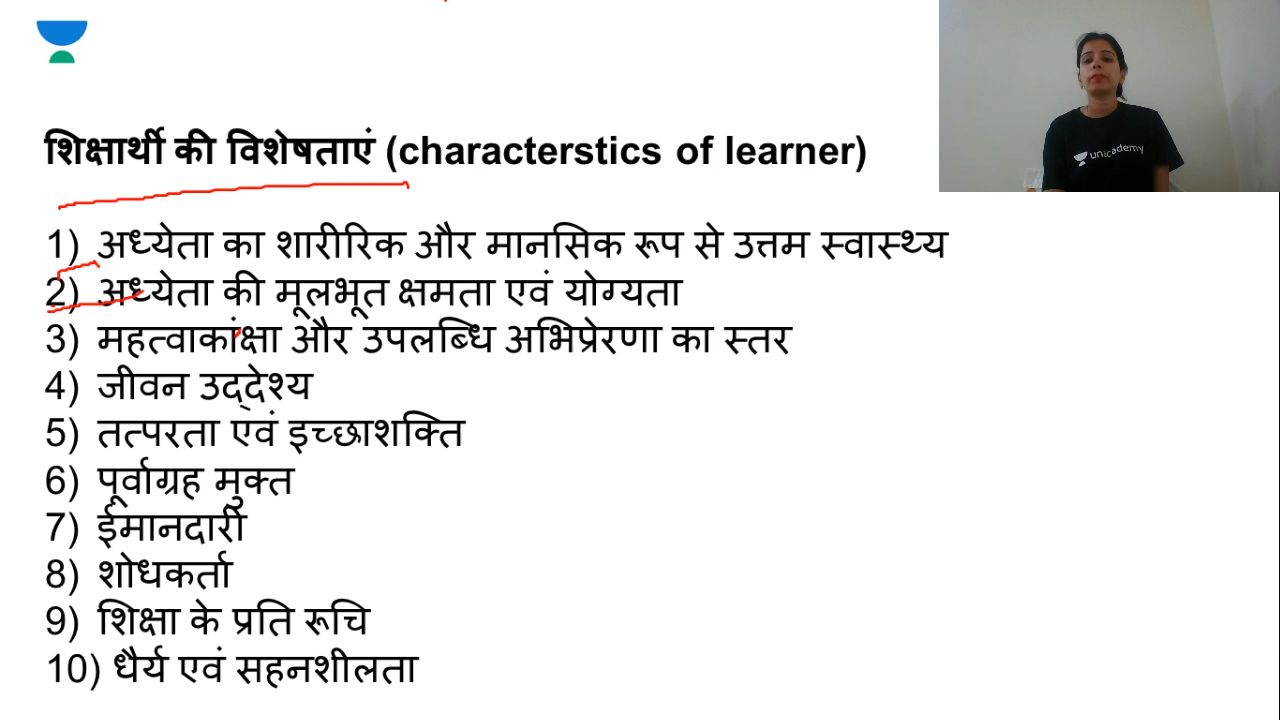 शिक्षार्थी की विशेषताएं (characterstics of learner)
unacademy
1) अध्येता का शारीरिक और मानसिक रूप से उत्तम स्वास्थ्य
2) अध्येता की मूलभूत क्षमता एवं योग्यता
3) महत्वाकांक्षा और उपलब्धि अभिप्रेरणा का स्तर
4) जीवन उद्देश्य
5) तत्परता एवं इच्छाशक्ति
6) पूर्वाग्रह मुक्त
7) ईमानदारी
8) शोधकर्ता
9) शिक्षा के प्रति रूचि
10) धैर्य एवं सहनशीलता